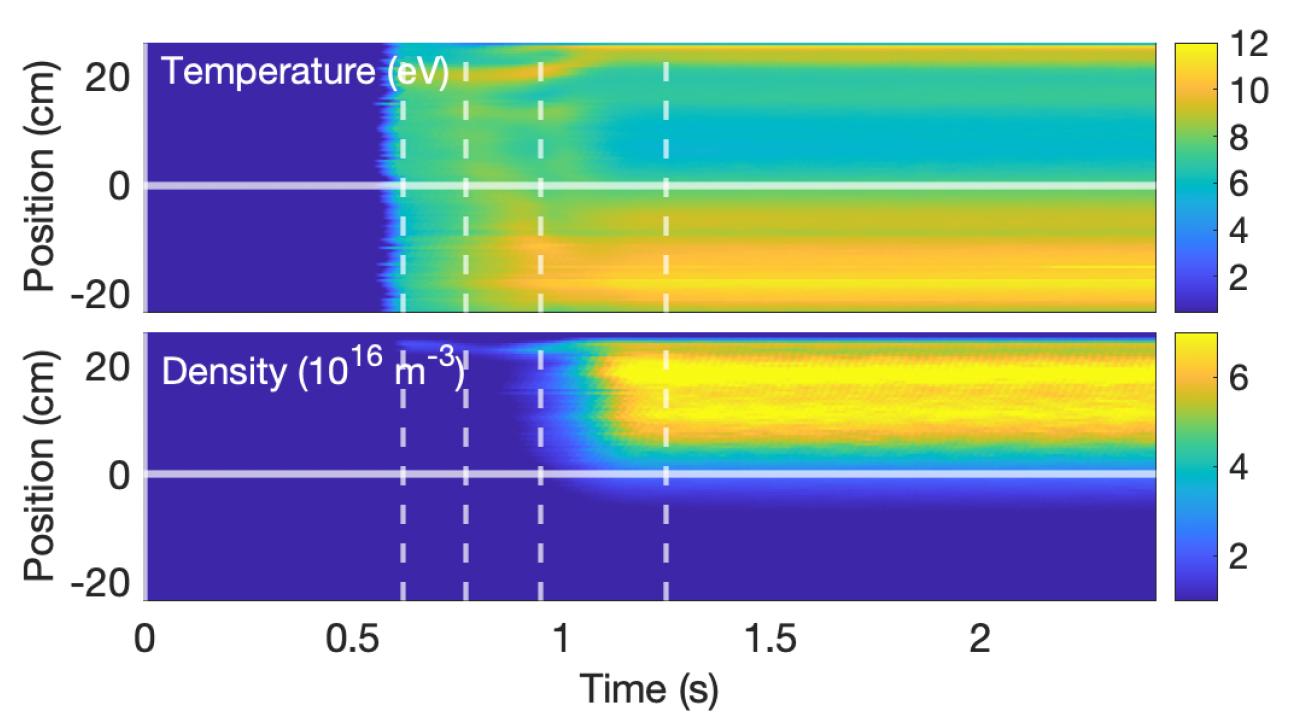 Temperature (eV)
Position (cm)
20
0
-20
12
10
8
6
4
2
Density (10^16 m^-3)
Position (cm)
20
0
-20
6
4
2
0 0.5 1 1.5 2
Time (s)